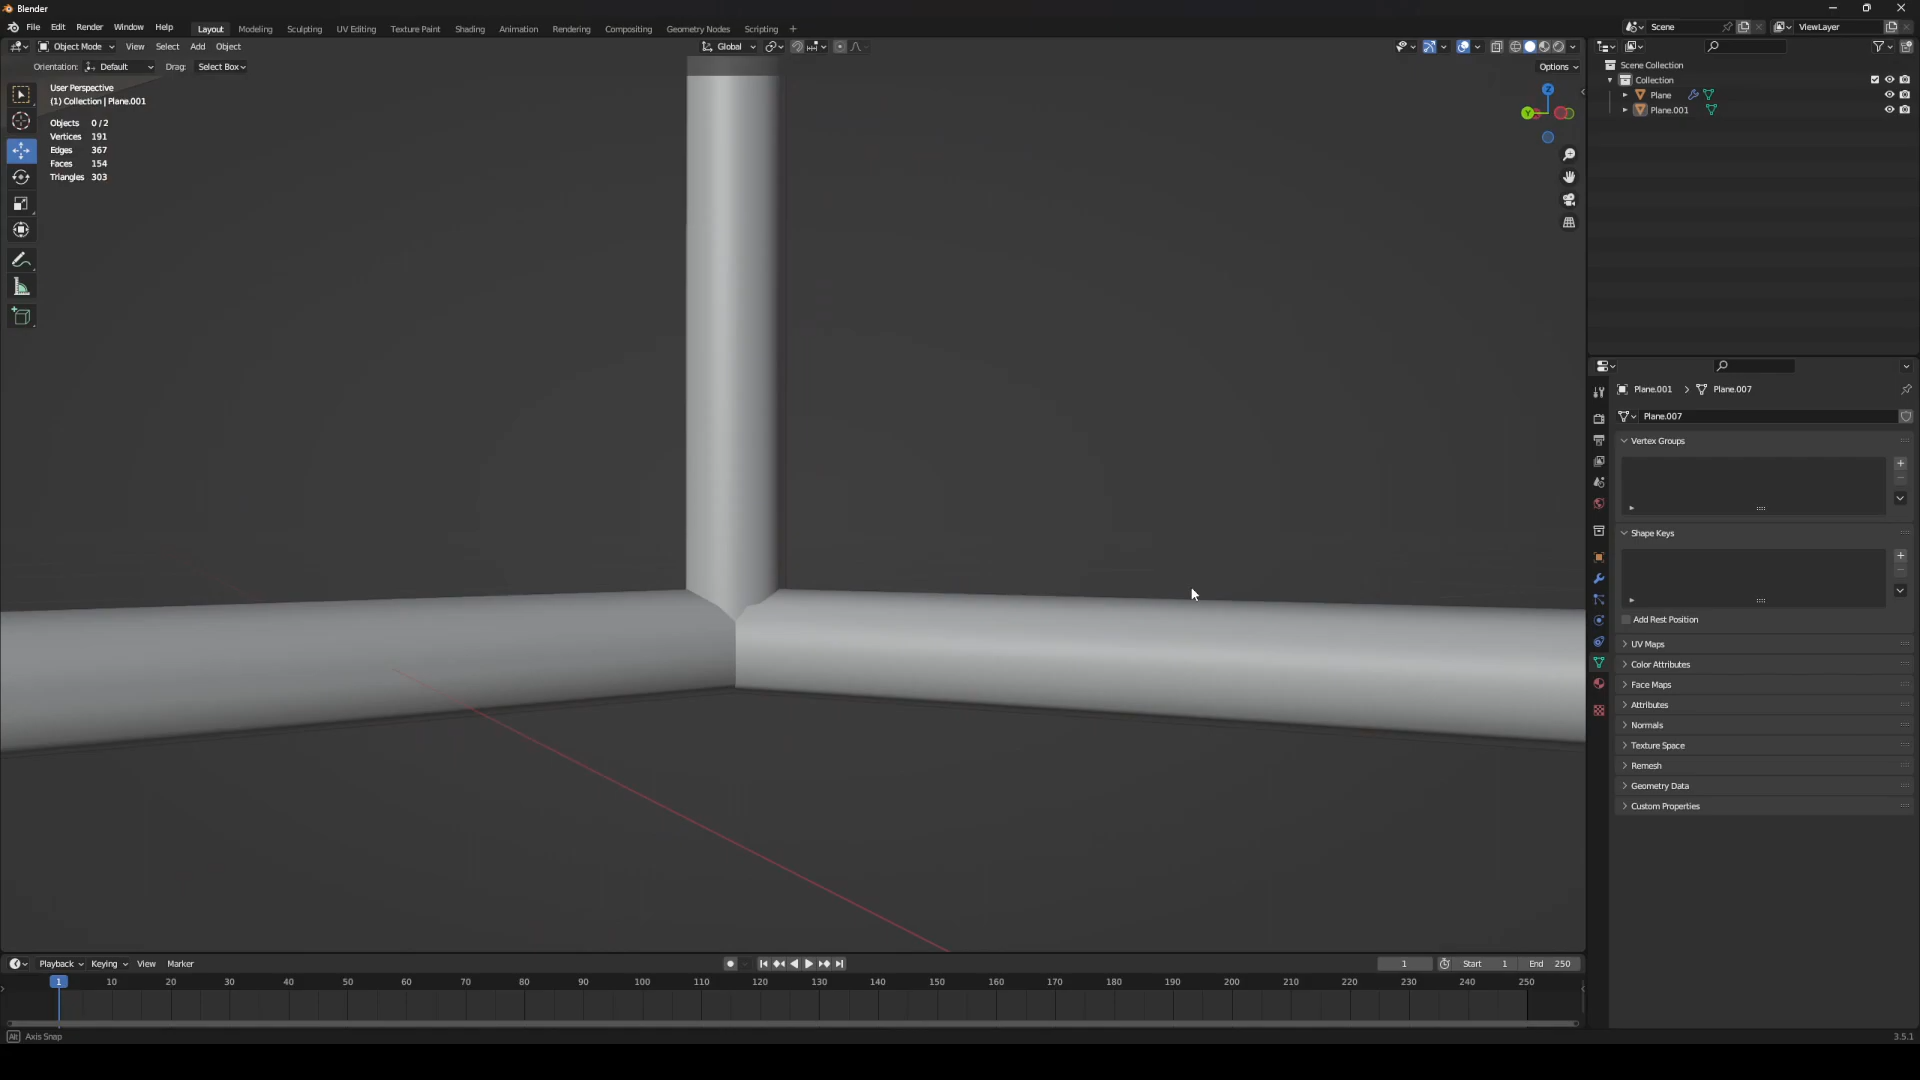 Blender
File Edit Render Window Help Layout Modeling Sculpting UV Editing Texture Paint Shading Animation Rendering Compositing Geometry Nodes Scripting + Scene ViewLayer
Object Mode View Select Add Object Global
Orientation: Default Drag: Select Box Options
User Perspective
(1) Collection | Plane.001
Objects 0/2
Vertices 191
Edges 367
Faces 154
Triangles 303
Z
Y
Scene Collection
Collection
Plane
Plane.001
Plane.001 > Plane.007
Plane.007
Vertex Groups
Shape Keys
Add Rest Position
UV Maps
Color Attributes
Face Maps
Attributes
Normals
Texture Space
Remesh
Geometry Data
Custom Properties
Playback Keying View Marker 1 Start 1 End 250
1 10 20 30 40 50 60 70 80 90 100 110 120 130 140 150 160 170 180 190 200 210 220 230 240 250
Alt Axis Snap 3.5.1